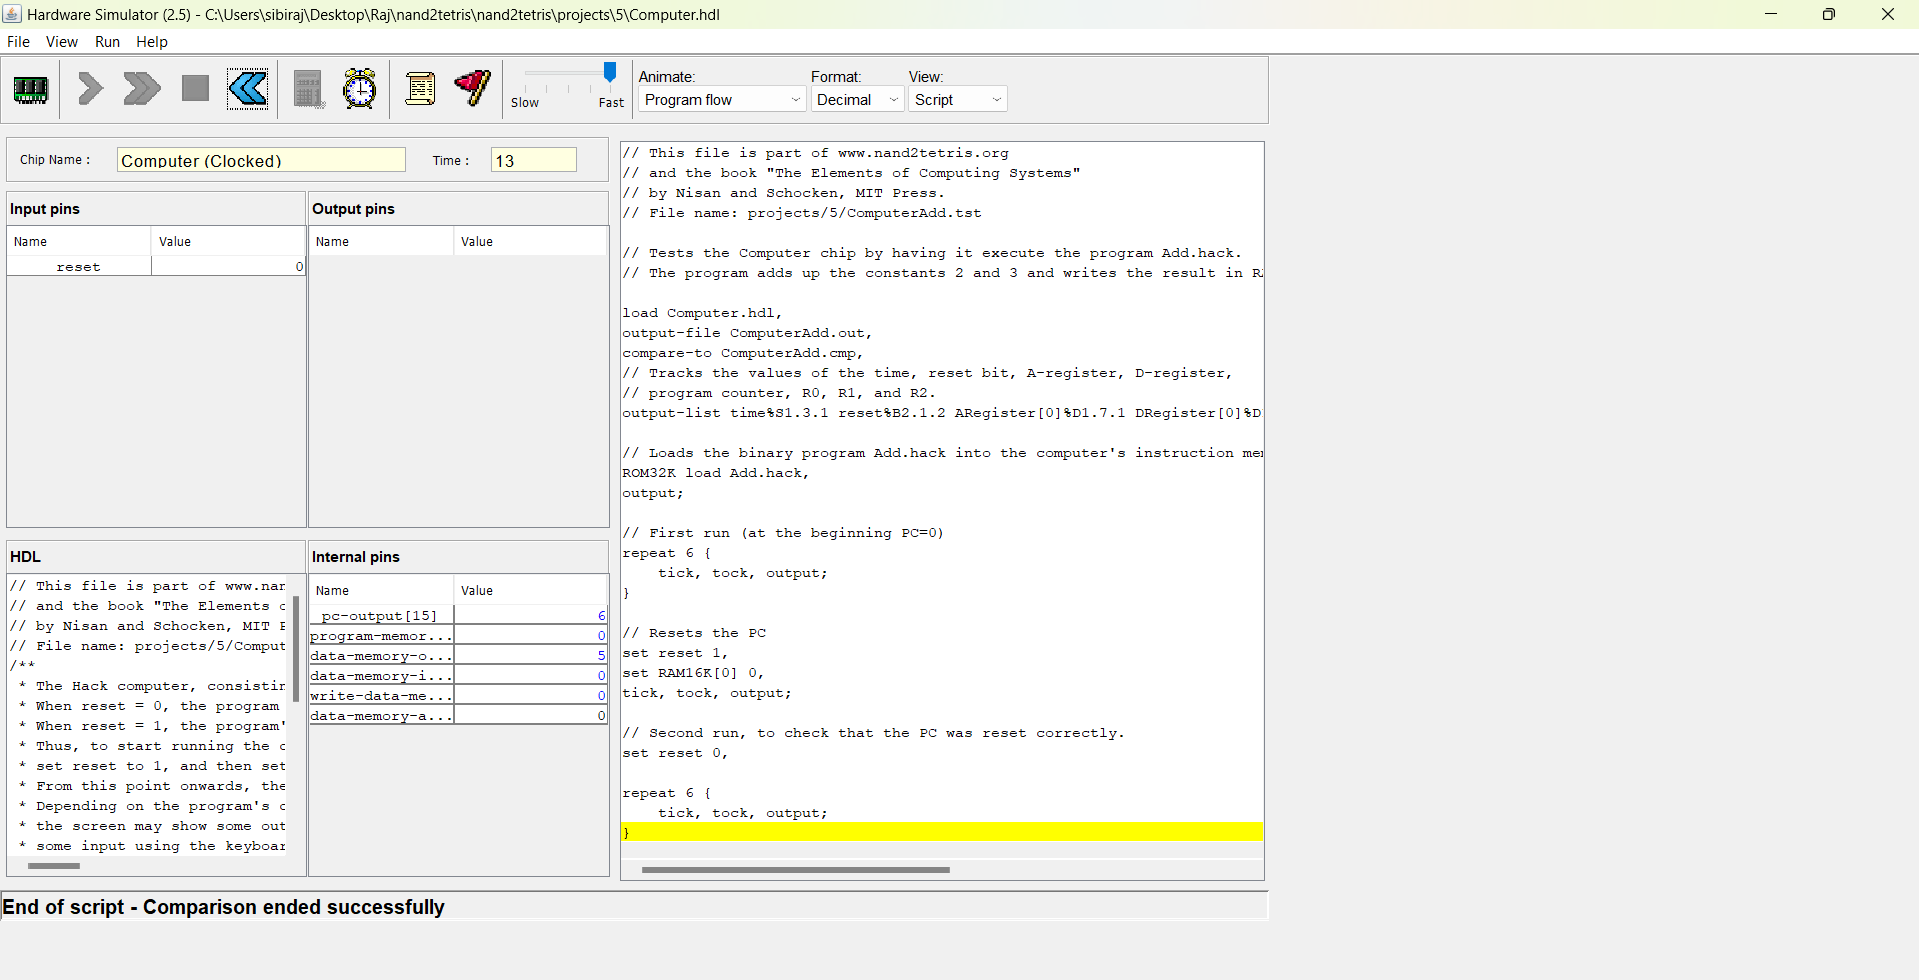 Hardware Simulator (2.5) - C:\Users\sibiraj\Desktop\Raj\nand2tetris\nand2tetris\projects\5\Computer.hdl
File View Run Help
Slow Fast
Animate: Format: View:
Program flow Decimal Script
Chip Name : Computer (Clocked) Time : 13
Input pins
Name Value
reset 0
Output pins
Name Value
HDL
// This file is part of www.nan
// and the book "The Elements o
// by Nisan and Schocken, MIT P
// File name: projects/5/Comput
/**
* The Hack computer, consistin
* When reset = 0, the program
* When reset = 1, the program'
* Thus, to start running the c
* set reset to 1, and then set
* From this point onwards, the
* Depending on the program's c
* the screen may show some out
* some input using the keyboar
Internal pins
Name Value
pc-output[15] 6
program-memor... 0
data-memory-o... 5
data-memory-i... 0
write-data-me... 0
data-memory-a... 0
// This file is part of www.nand2tetris.org
// and the book "The Elements of Computing Systems"
// by Nisan and Schocken, MIT Press.
// File name: projects/5/ComputerAdd.tst
// Tests the Computer chip by having it execute the program Add.hack.
// The program adds up the constants 2 and 3 and writes the result in R
load Computer.hdl,
output-file ComputerAdd.out,
compare-to ComputerAdd.cmp,
// Tracks the values of the time, reset bit, A-register, D-register,
// program counter, R0, R1, and R2.
output-list time%S1.3.1 reset%B2.1.2 ARegister[0]%D1.7.1 DRegister[0]%D
// Loads the binary program Add.hack into the computer's instruction me
ROM32K load Add.hack,
output;
// First run (at the beginning PC=0)
repeat 6 {
tick, tock, output;
}
// Resets the PC
set reset 1,
set RAM16K[0] 0,
tick, tock, output;
// Second run, to check that the PC was reset correctly.
set reset 0,
repeat 6 {
tick, tock, output;
}
End of script - Comparison ended successfully